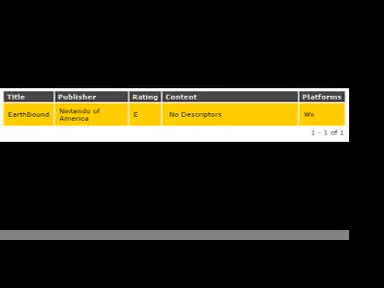 Title Publisher Rating Content Platforms
EarthBound Nintendo of America E No Descriptors Wii
1 - 1 of 1